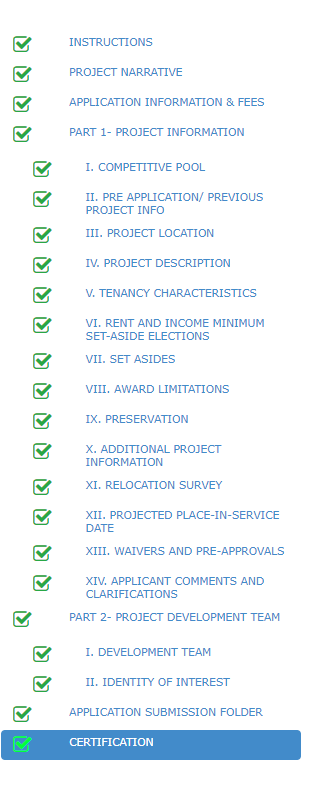 INSTRUCTIONS
PROJECT NARRATIVE
APPLICATION INFORMATION & FEES
PART 1- PROJECT INFORMATION
I. COMPETITIVE POOL
II. PRE APPLICATION/ PREVIOUS
PROJECT INFO
III. PROJECT LOCATION
IV. PROJECT DESCRIPTION
V. TENANCY CHARACTERISTICS
VI. RENT AND INCOME MINIMUM
SET-ASIDE ELECTIONS
VII. SET ASIDES
VIII. AWARD LIMITATIONS
IX. PRESERVATION
X. ADDITIONAL PROJECT
INFORMATION
XI. RELOCATION SURVEY
XII. PROJECTED PLACE-IN-SERVICE
DATE
XIII. WAIVERS AND PRE-APPROVALS
XIV. APPLICANT COMMENTS AND
CLARIFICATIONS
PART 2- PROJECT DEVELOPMENT TEAM
I. DEVELOPMENT TEAM
II. IDENTITY OF INTEREST
APPLICATION SUBMISSION FOLDER
CERTIFICATION